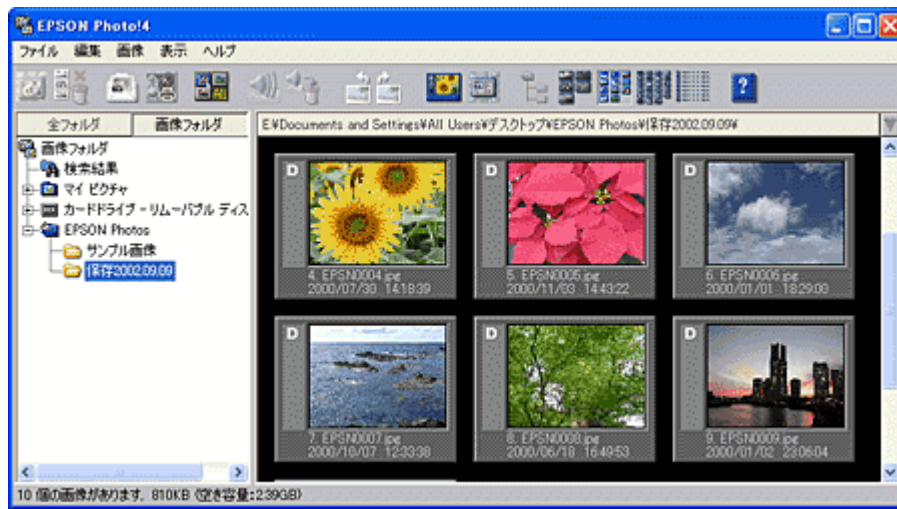 EPSON Photo!4
ファイル 編集 画像 表示 ヘルプ
全フォルダ 画像フォルダ E:¥Documents and Settings¥All Users¥デスクトップ¥EPSON Photos¥保存2002.09.09¥
画像フォルダ
検索結果
マイ ピクチャ
カードドライブ - リムーバブル ディス
EPSON Photos
サンプル画像
保存2002.09.09
D D D
4. EPSN0004.jpg 5. EPSN0005.jpg 6. EPSN0006.jpg
2000/07/30 14:18:39 2000/11/03 14:43:22 2000/01/01 18:29:00
D D D
7. EPSN0007.jpg 8. EPSN0008.jpg 9. EPSN0009.jpg
2000/10/07 12:33:38 2000/06/18 16:49:53 2000/01/02 23:06:04
10 個の画像があります。 810KB (空き容量:2.39GB)